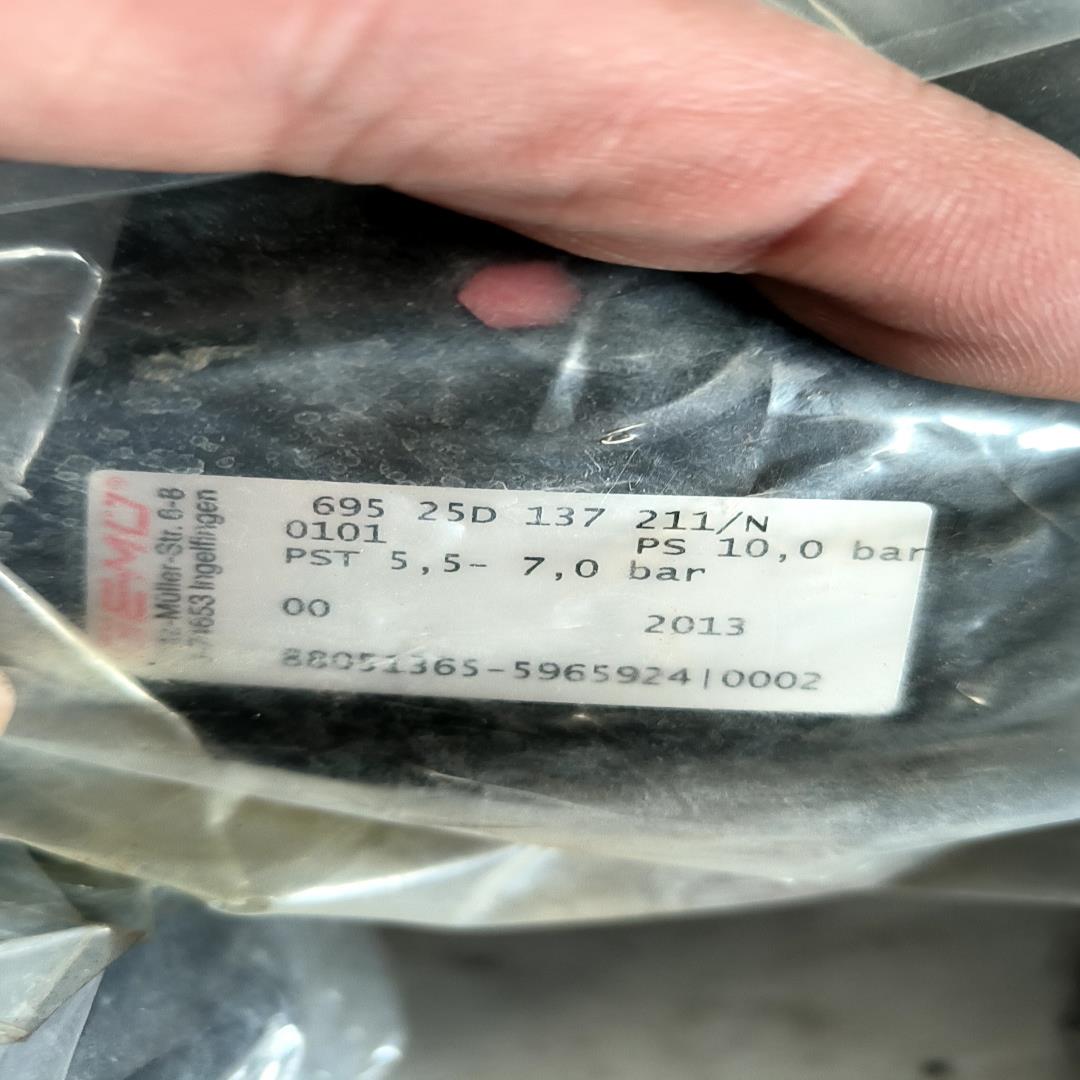 GEMÜ®
-Müller-Str. 6-8
-74653 Ingelfingen
695 25D 137 211/N
0101 PS 10,0 bar
PST 5,5- 7,0 bar
00 2013
88051365-5965924|0002